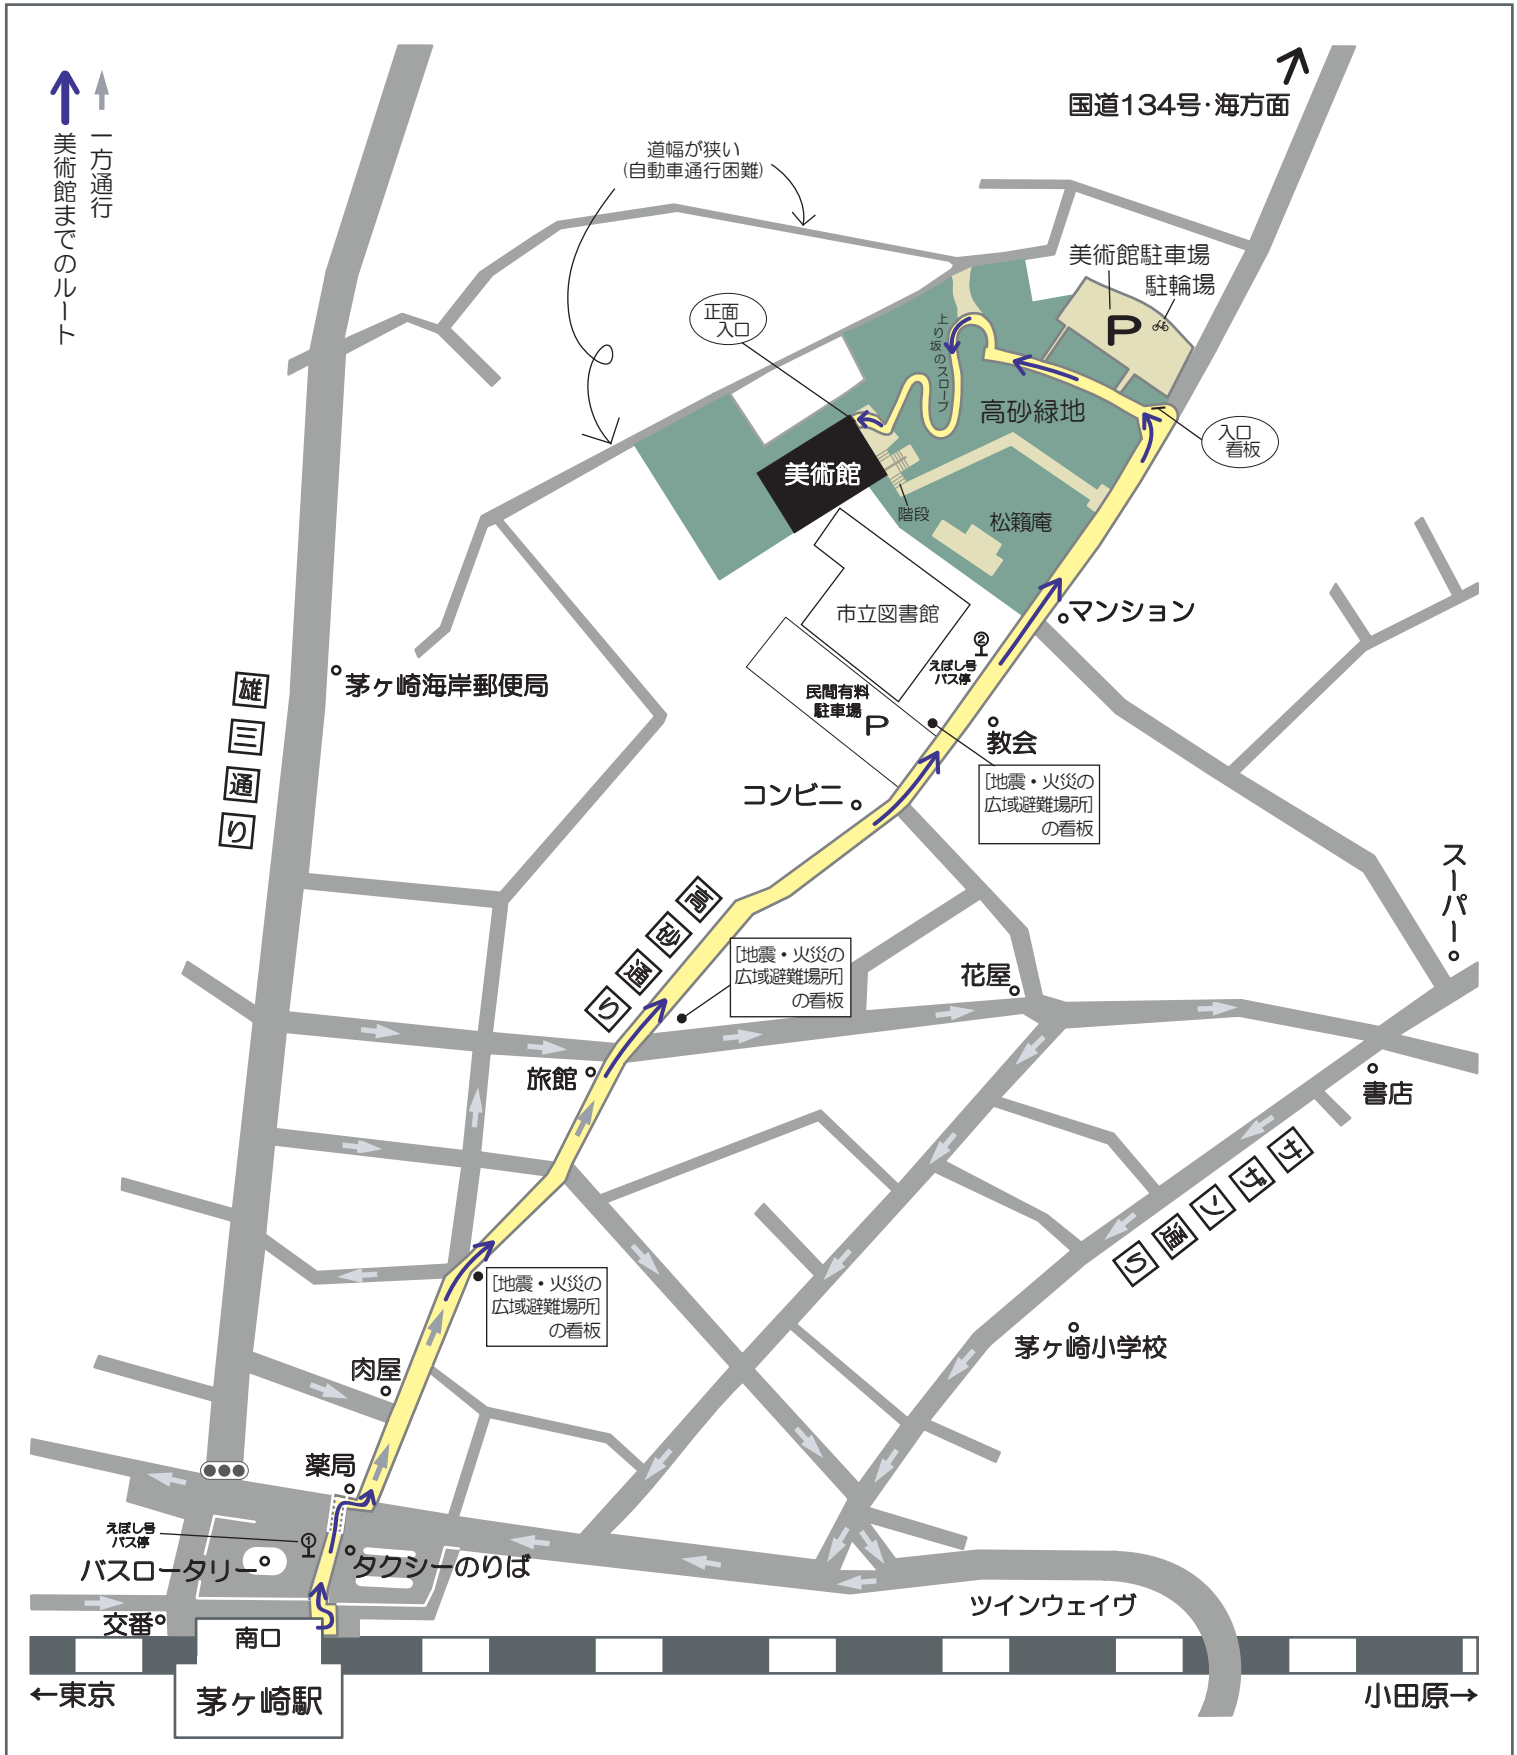 国道134号・海方面
一方通行
美術館までのルート
道幅が狭い
(自動車通行困難)
美術館駐車場
駐輪場
P
正面
入口
上り坂のスロープ
高砂緑地
入口
看板
美術館
階段
松籟庵
市立図書館
マンション
②
えぼし号
バス停
茅ヶ崎海岸郵便局
雄三通り
民間有料
駐車場
P
教会
[地震・火災の
広域避難場所]
の看板
コンビニ
スーパー
高砂通り
[地震・火災の
広域避難場所]
の看板
花屋
旅館
書店
サザン通り
[地震・火災の
広域避難場所]
の看板
茅ヶ崎小学校
肉屋
薬局
えぼし号
バス停
①
バスロータリー
タクシーのりば
ツインウェイヴ
交番
南口
←東京
茅ヶ崎駅
小田原→